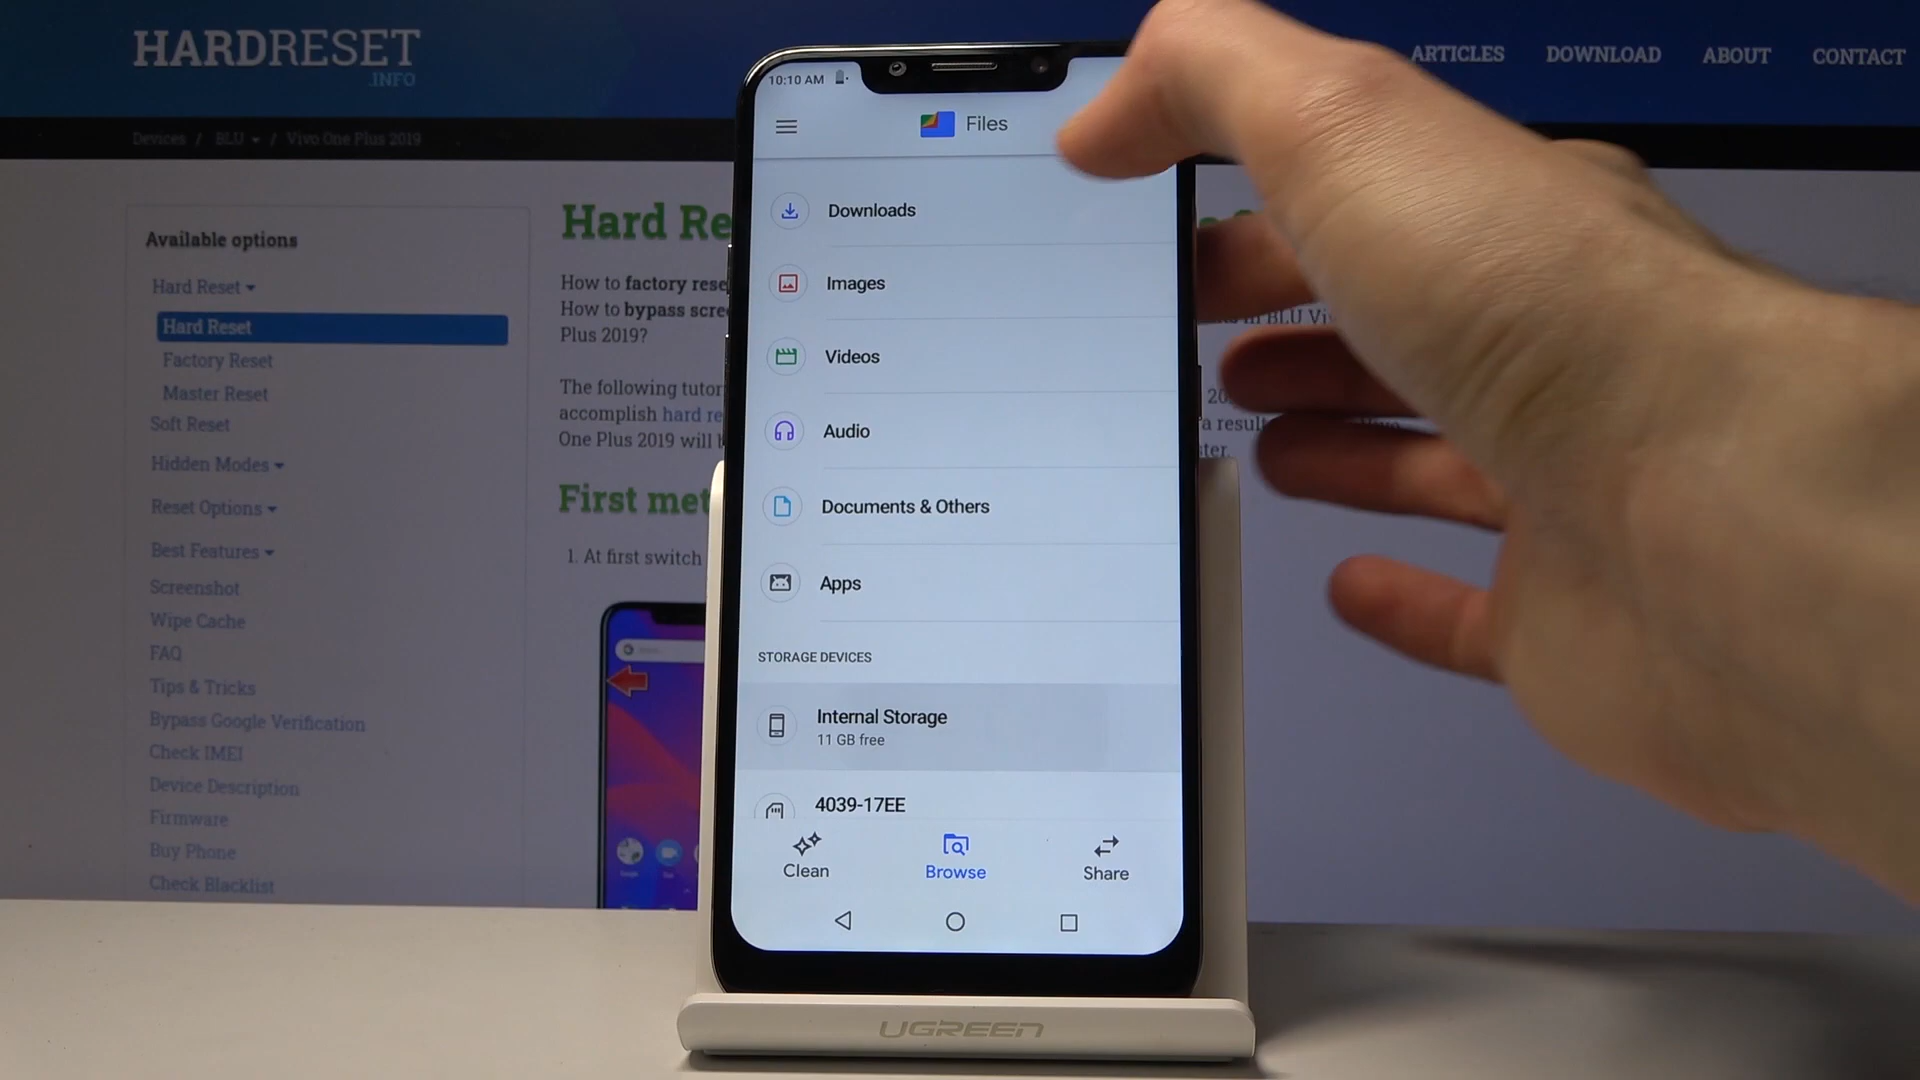 HARDRESET
.INFO
ARTICLES DOWNLOAD ABOUT CONTACT
Devices / BLU / Vivo One Plus 2019
Available options
Hard Reset
Hard Reset
Factory Reset
Master Reset
Soft Reset
Hidden Modes
Reset Options
Best Features
Screenshot
Wipe Cache
FAQ
Tips & Tricks
Bypass Google Verification
Check IMEI
Device Description
Firmware
Buy Phone
Check Blacklist
Hard Re
How to factory rese
How to bypass scre
in BLU Viv
Plus 2019?
The following tutor
accomplish hard re
a result
One Plus 2019 will b
First met
1. At first switch
10:10 AM
Files
Downloads
Images
Videos
Audio
Documents & Others
Apps
STORAGE DEVICES
Internal Storage
11 GB free
4039-17EE
Clean Browse Share
UGREEN